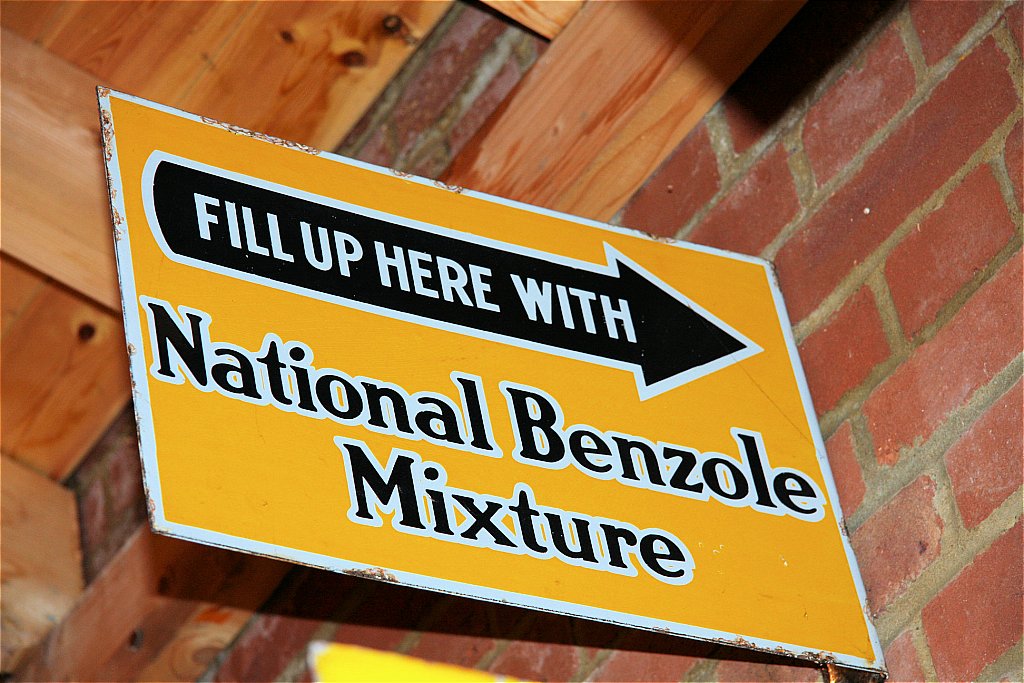 FILL UP HERE WITH
National Benzole
Mixture